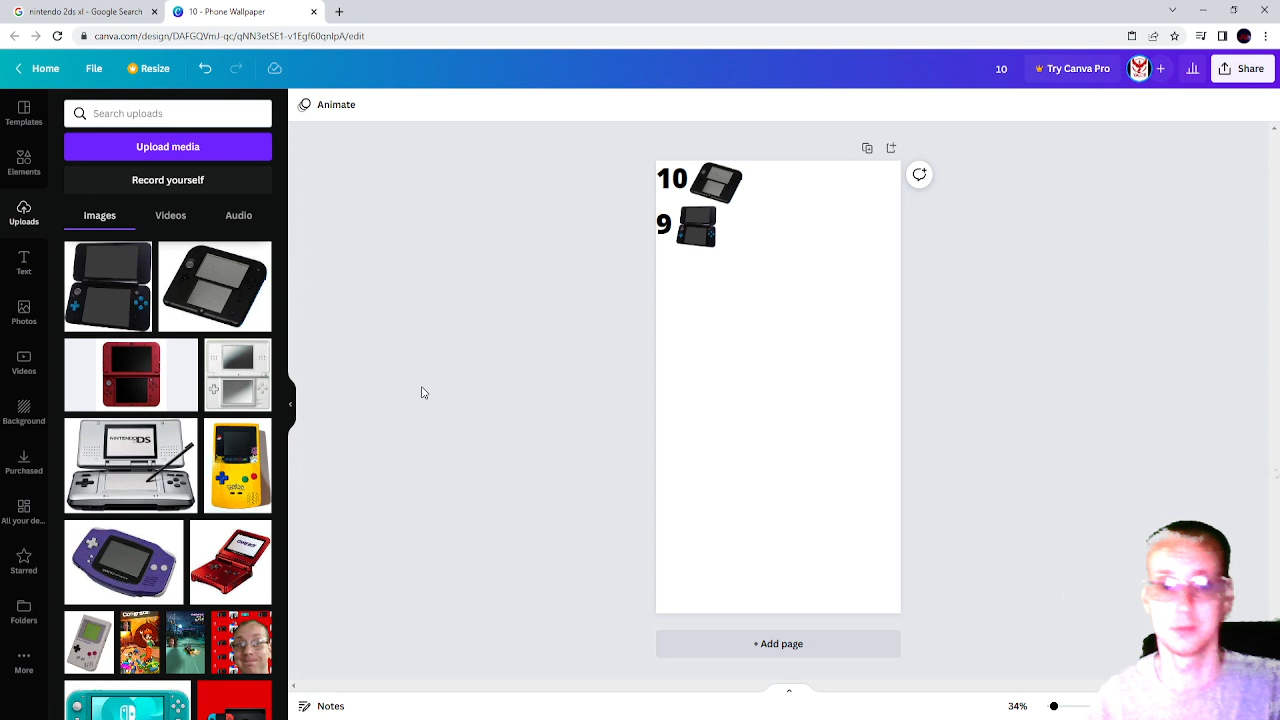 nintendo 2ds xl - Google Search
10 - Phone Wallpaper
canva.com/design/DAFGQVmJ-qc/qNN3etSE1-v1Egf60qnlpA/edit
Home
File
Resize
10
Try Canva Pro
Share
Templates
Elements
Uploads
Text
Photos
Videos
Background
Purchased
All your de...
Starred
Folders
More
Search uploads
Upload media
Record yourself
Images
Videos
Audio
NINTENDO DS
Animate
10
9
+ Add page
Notes
34%